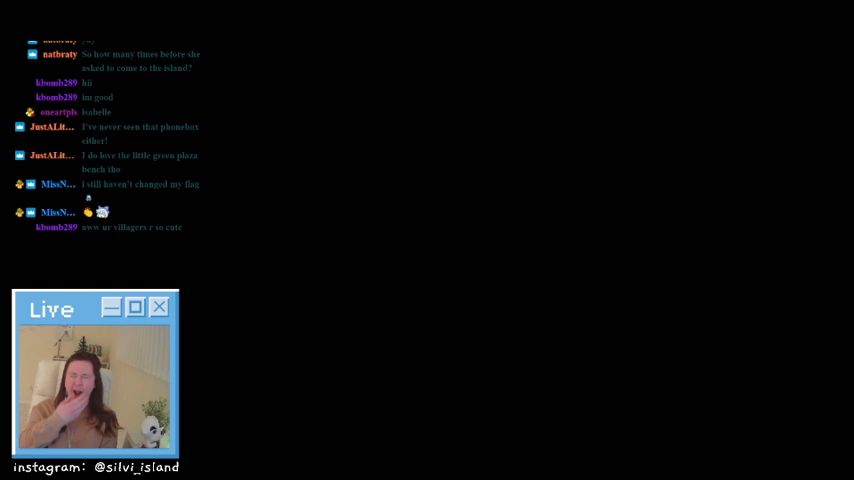 natbraty So how many times before she
asked to come to the island?
kbomb289 hii
kbomb289 im good
oneartpls Isabelle
JustALit... I've never seen that phonebox
either!
JustALit... I do love the little green plaza
bench tho
MissN... i still haven't changed my flag
MissN...
kbomb289 aww ur villagers r so cute
Live
instagram: @silvi_island